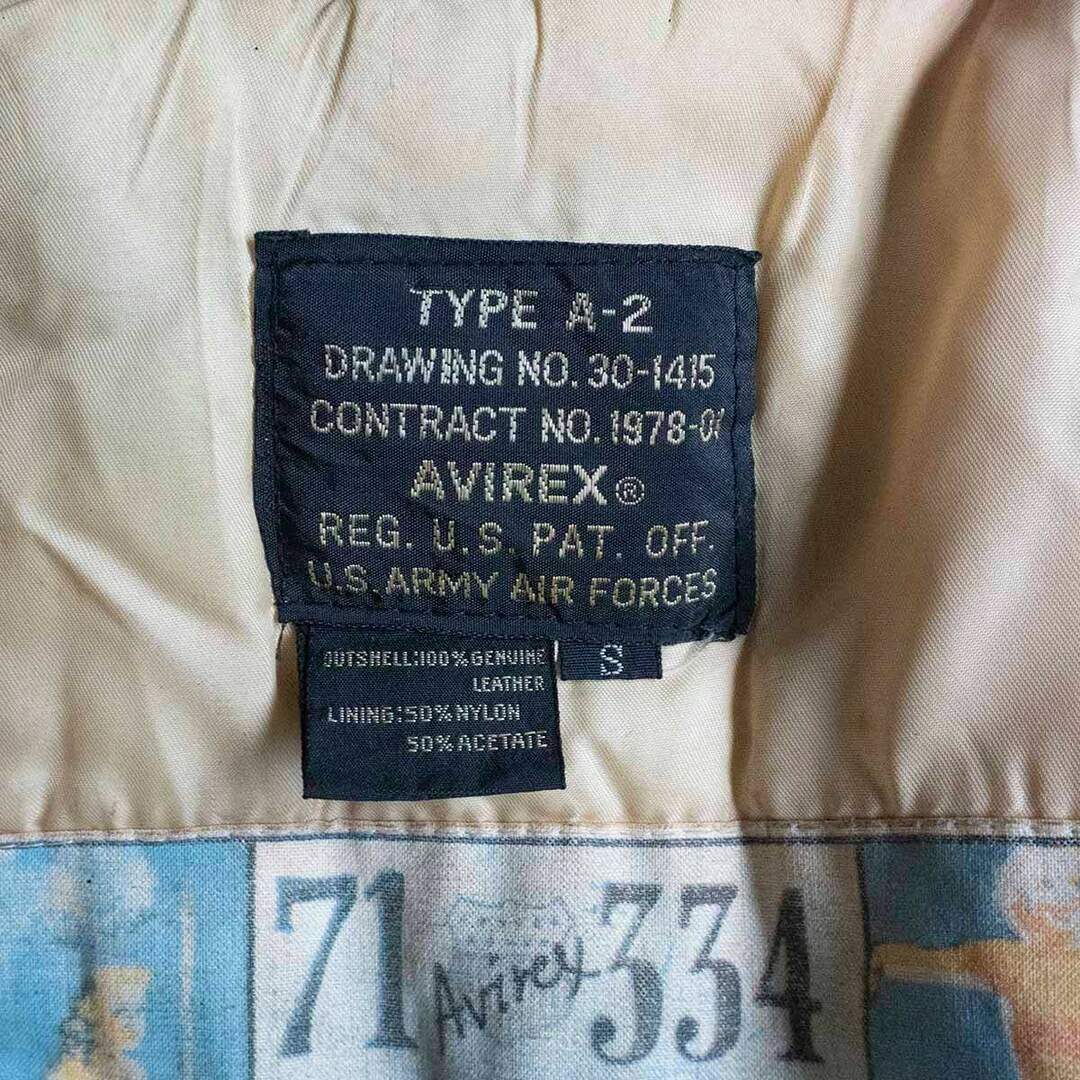 TYPE A-2
DRAWING NO. 30-1415
CONTRACT NO. 1978-01
AVIREX®
REG. U.S. PAT. OFF.
U.S. ARMY AIR FORCES
OUTSHELL:100% GENUINE
LEATHER
S
LINING:50% NYLON
50% ACETATE
71 Avirex 334